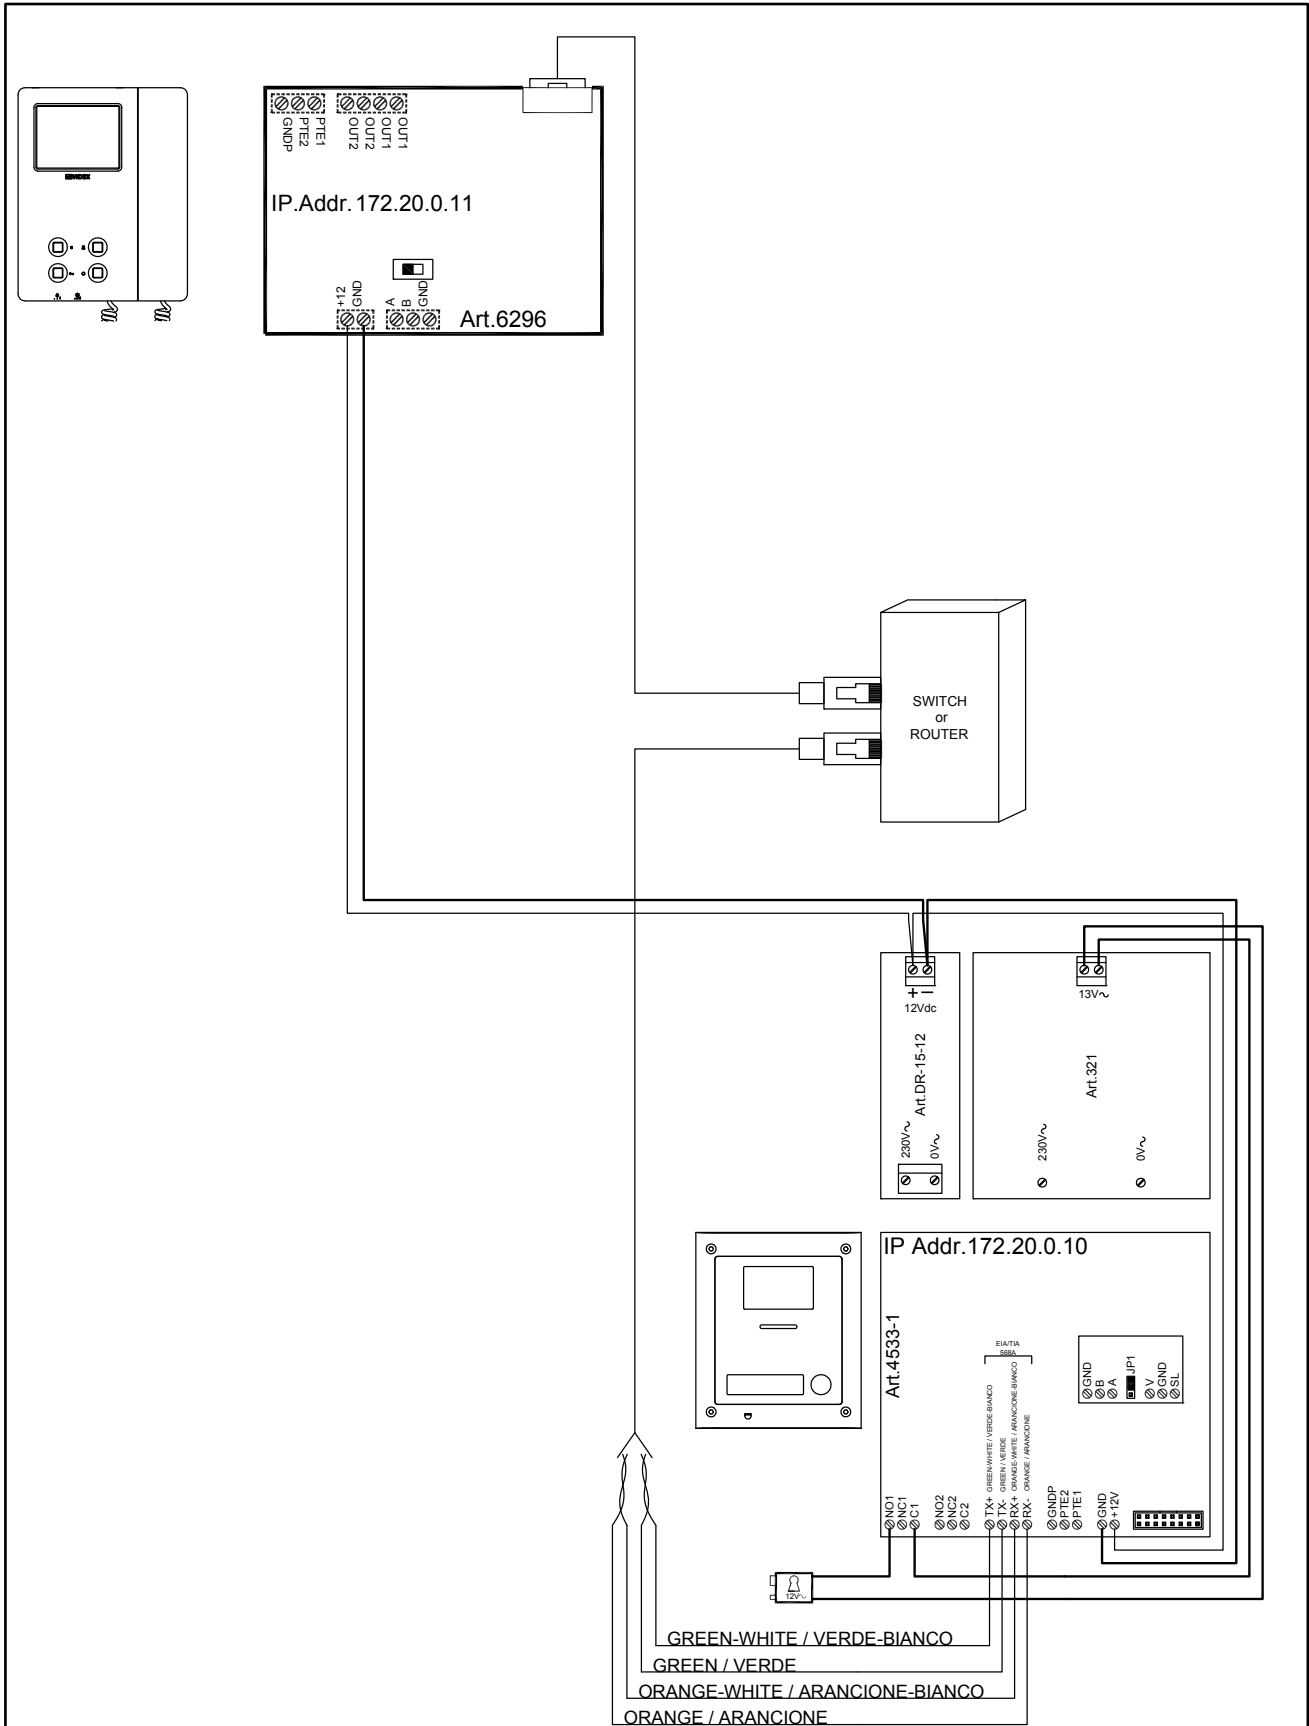 VIDEX
GNDP
PTE2
PTE1
OUT2
OUT2
OUT1
OUT1
IP.Addr.172.20.0.11
+12
GND
A
B
GND
Art.6296
SWITCH
or
ROUTER
+ −
12Vdc
Art.DR-15-12
230V~
0V~
13V~
Art.321
230V~
0V~
IP Addr.172.20.0.10
Art.4533-1
EIA/TIA
568A
GND
B
A
JP1
V
GND
SL
NO1
NC1
C1
NO2
NC2
C2
TX+ GREEN-WHITE / VERDE-BIANCO
TX- GREEN / VERDE
RX+ ORANGE-WHITE / ARANCIONE-BIANCO
RX- ORANGE / ARANCIONE
GNDP
PTE2
PTE1
GND
+12V
12V~
GREEN-WHITE / VERDE-BIANCO
GREEN / VERDE
ORANGE-WHITE / ARANCIONE-BIANCO
ORANGE / ARANCIONE